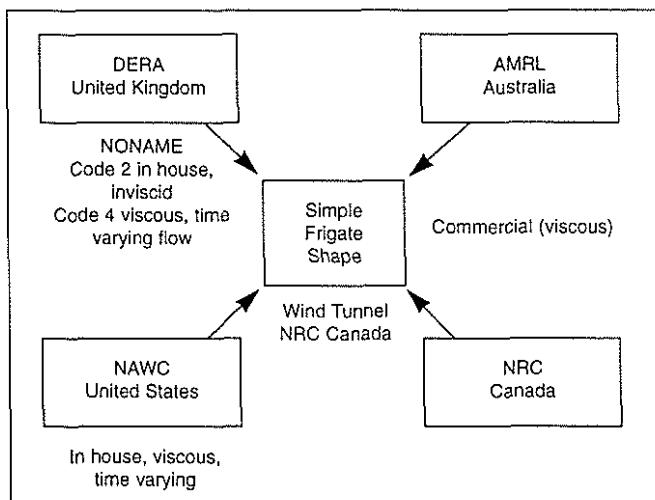 DERA
United Kingdom
AMRL
Australia
NONAME
Code 2 in house,
inviscid
Code 4 viscous, time
varying flow
Simple
Frigate
Shape
Commercial (viscous)
Wind Tunnel
NRC Canada
NAWC
United States
NRC
Canada
In house, viscous,
time varying